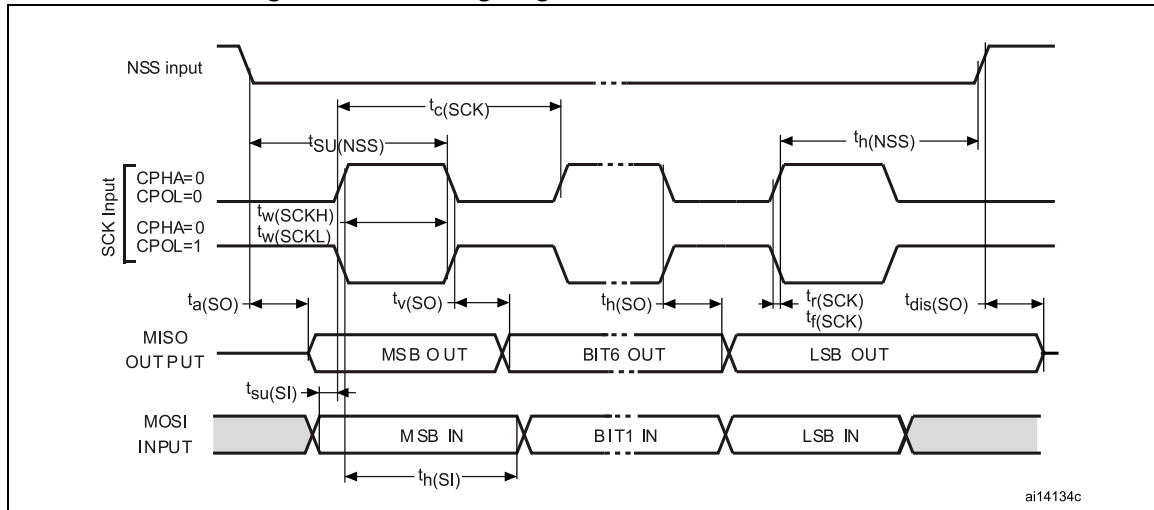 NSS input
tc(SCK)
tSU(NSS)
th(NSS)
SCK Input
CPHA=0
CPOL=0
CPHA=0
CPOL=1
tw(SCKH)
tw(SCKL)
ta(SO)
tv(SO)
th(SO)
tr(SCK)
tf(SCK)
tdis(SO)
MISO
OUTPUT
MSB OUT
BIT6 OUT
LSB OUT
tsu(SI)
MOSI
INPUT
MSB IN
BIT1 IN
LSB IN
th(SI)
ai14134c